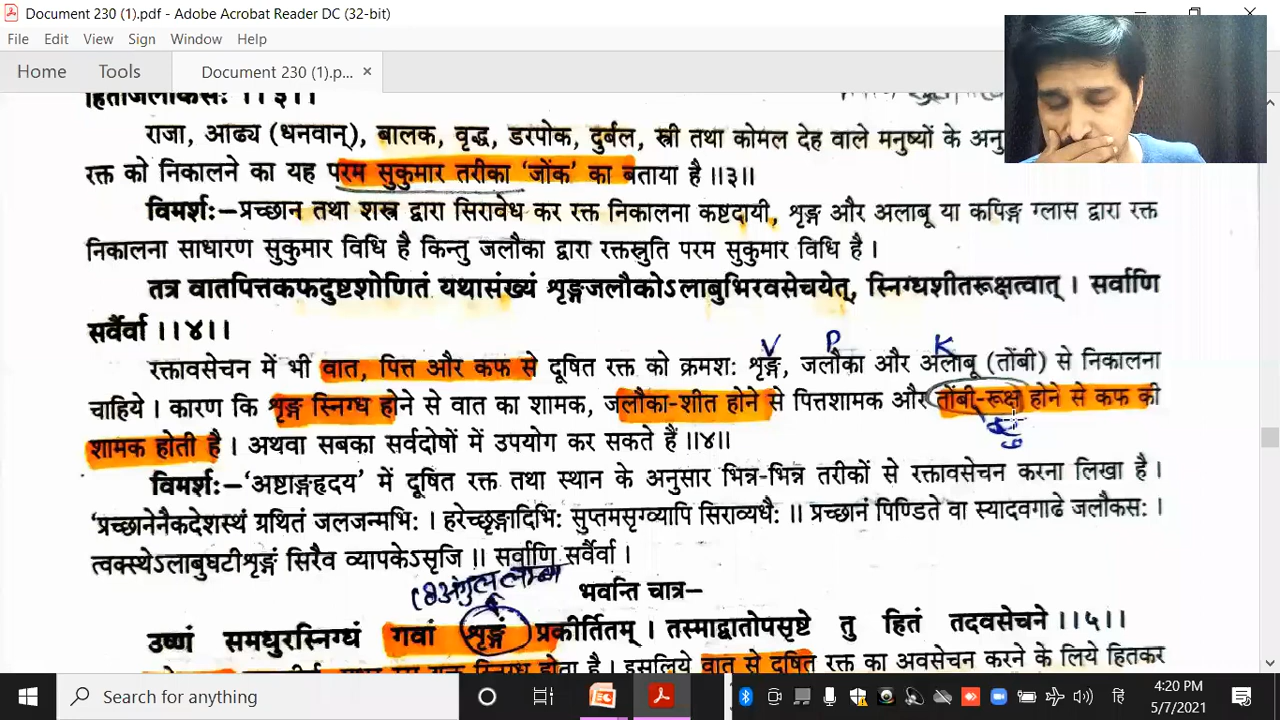 Document 230 (1).pdf - Adobe Acrobat Reader DC (32-bit)
File Edit View Sign Window Help
Home Tools Document 230 (1).p... ×
हिताजलौकसः ।।३।।
राजा, आढ्य (धनवान्), बालक, वृद्ध, डरपोक, दुर्बल, स्त्री तथा कोमल देह वाले मनुष्यों के
रक्त को निकालने का यह परम सुकुमार तरीका ‘जोंक’ का बताया है ।।३।।
विमर्शः–प्रच्छान तथा शस्त्र द्वारा सिरावेध कर रक्त निकालना कष्टदायी, शृङ्ग और अलाबू या कपिङ्ग ग्लास द्वारा रक्त
निकालना साधारण सुकुमार विधि है किन्तु जलौका द्वारा रक्तस्रुति परम सुकुमार विधि है ।
तत्र वातपित्तकफदुष्टशोणितं यथासंख्यं शृङ्गजलौकोऽलाबुभिरवसेचयेत्, स्निग्धशीतरूक्षत्वात् । सर्वाणि
सर्वैर्वा ।।४।।
V P K
रक्तावसेचन में भी वात, पित्त और कफ से दूषित रक्त को क्रमशः शृङ्ग, जलौका और अलाबू (तोंबी) से निकालना
चाहिये । कारण कि शृङ्ग स्निग्ध होने से वात का शामक, जलौका-शीत होने से पित्तशामक और तोंबी-रूक्ष होने से कफ की
शामक होती है । अथवा सबका सर्वदोषों में उपयोग कर सकते हैं ।।४।।
विमर्शः–‘अष्टाङ्गहृदय’ में दूषित रक्त तथा स्थान के अनुसार भिन्न-भिन्न तरीकों से रक्तावसेचन करना लिखा है ।
‘प्रच्छानेनैकदेशस्थं ग्रथितं जलजन्मभिः । हरेच्छृङ्गादिभिः सुप्तमसृग्व्यापि सिराव्यधैः ।। प्रच्छानं पिण्डिते वा स्यादवगाढे जलौकसः ।
त्वक्स्थेऽलाबुघटीशृङ्गं सिरैव व्यापकेऽसृजि ।। सर्वाणि सर्वैर्वा ।
अंगुल लम्बा
भवन्ति चात्र–
उष्णं समधुरस्निग्धं गवां शृङ्गं प्रकीर्तितम् । तस्माद्वातोपसृष्टे तु हितं तदवसेचने ।।५।।
होता है । इसलिये वात से दूषित रक्त का अवसेचन करने के लिये हितकर
Search for anything
हि
4:20 PM
5/7/2021